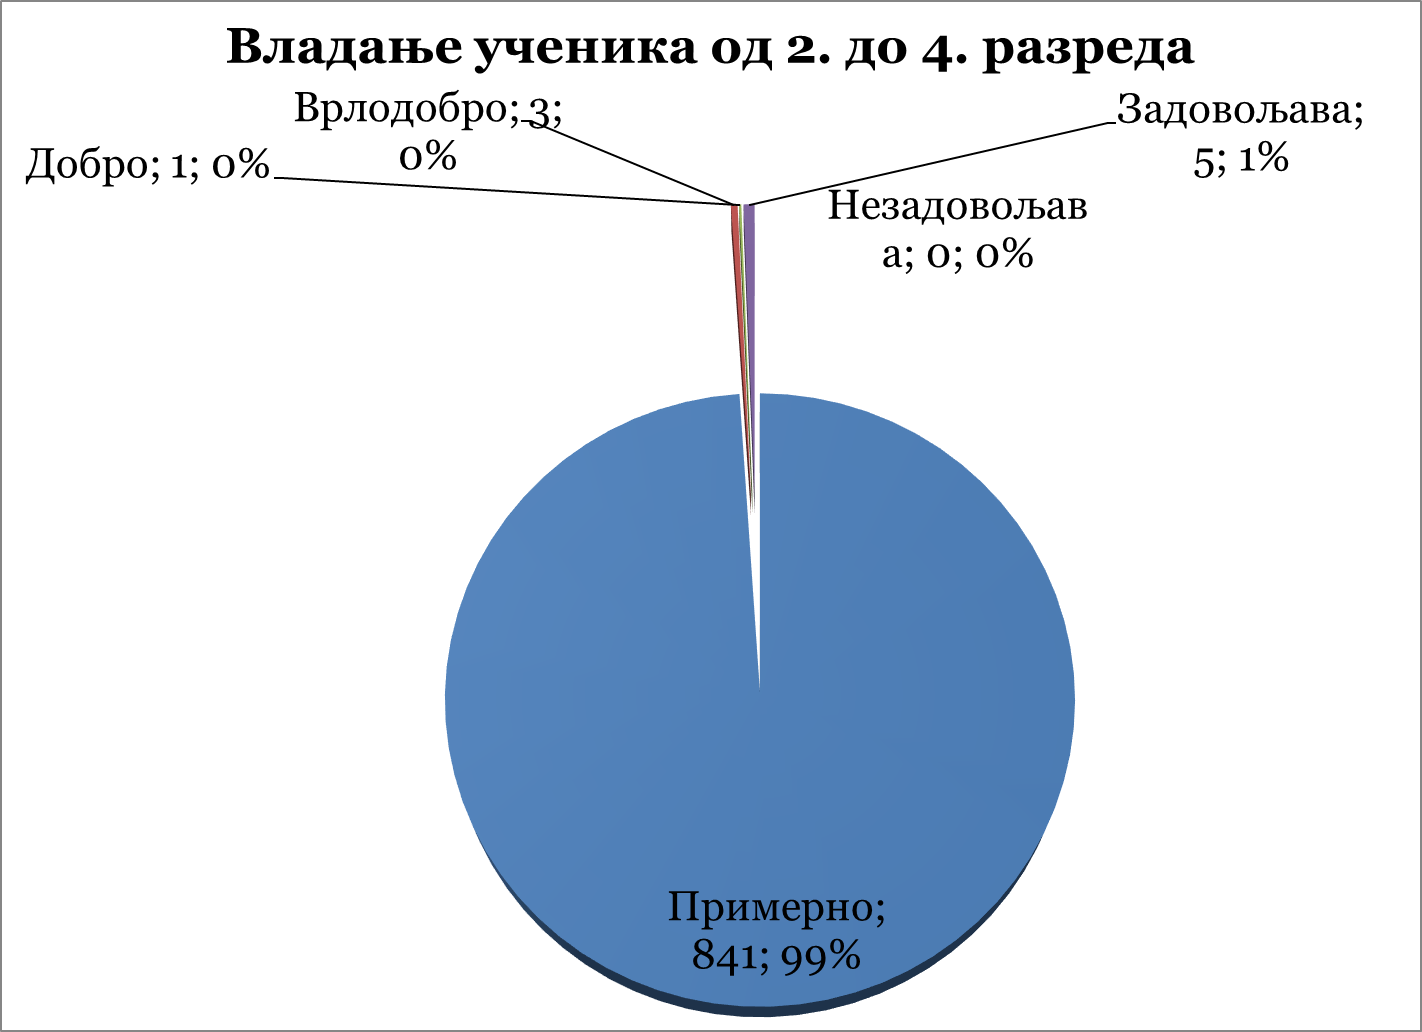 Владање ученика од 2. до 4. разреда
Врлодобро; 3;
0%
Задовољава;
5; 1%
Добро; 1; 0%
Незадовољав
а; 0; 0%
Примерно;
841; 99%